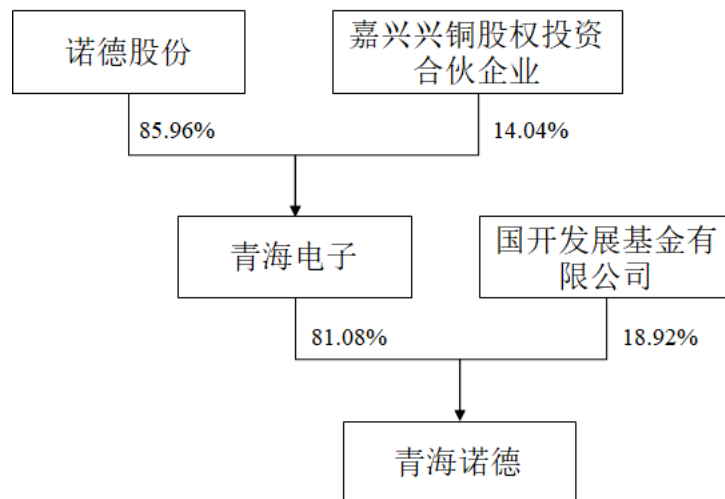 诺德股份
嘉兴兴铜股权投资
合伙企业
85.96%
14.04%
青海电子
国开发展基金有
限公司
81.08%
18.92%
青海诺德